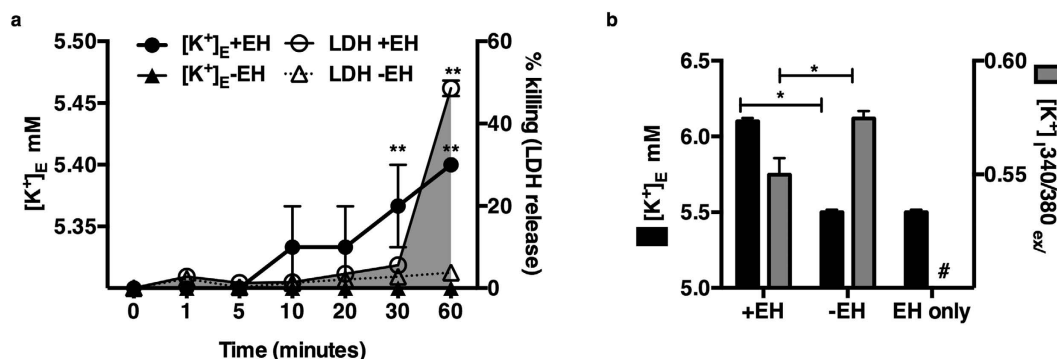 a
5.50
5.45
5.40
5.35
[K⁺]E mM
[K⁺]E+EH
LDH +EH
[K⁺]E-EH
LDH -EH
**
**
**
60
40
20
0
% killing (LDH release)
0 1 5 10 20 30 60
Time (minutes)
b
6.5
6.0
5.5
5.0
[K⁺]E mM
*
*
#
0.60
0.55
[K⁺]I340/380 ex/
+EH -EH EH only